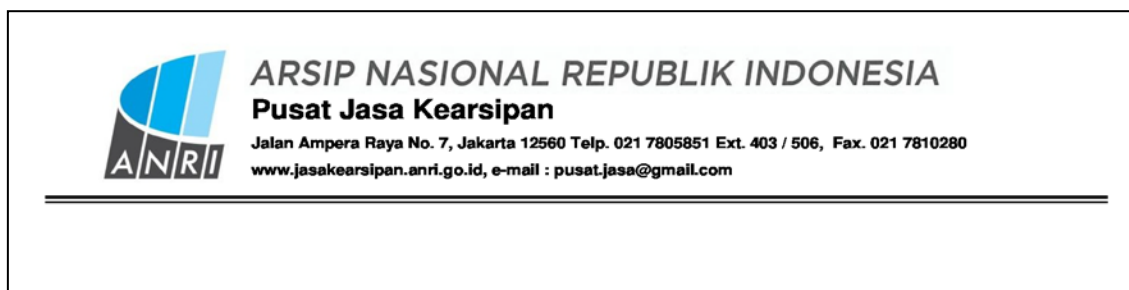 ARSIP NASIONAL REPUBLIK INDONESIA
Pusat Jasa Kearsipan
Jalan Ampera Raya No. 7, Jakarta 12560 Telp. 021 7805851 Ext. 403 / 506, Fax. 021 7810280
www.jasakearsipan.anri.go.id, e-mail : pusat.jasa@gmail.com
ANRI